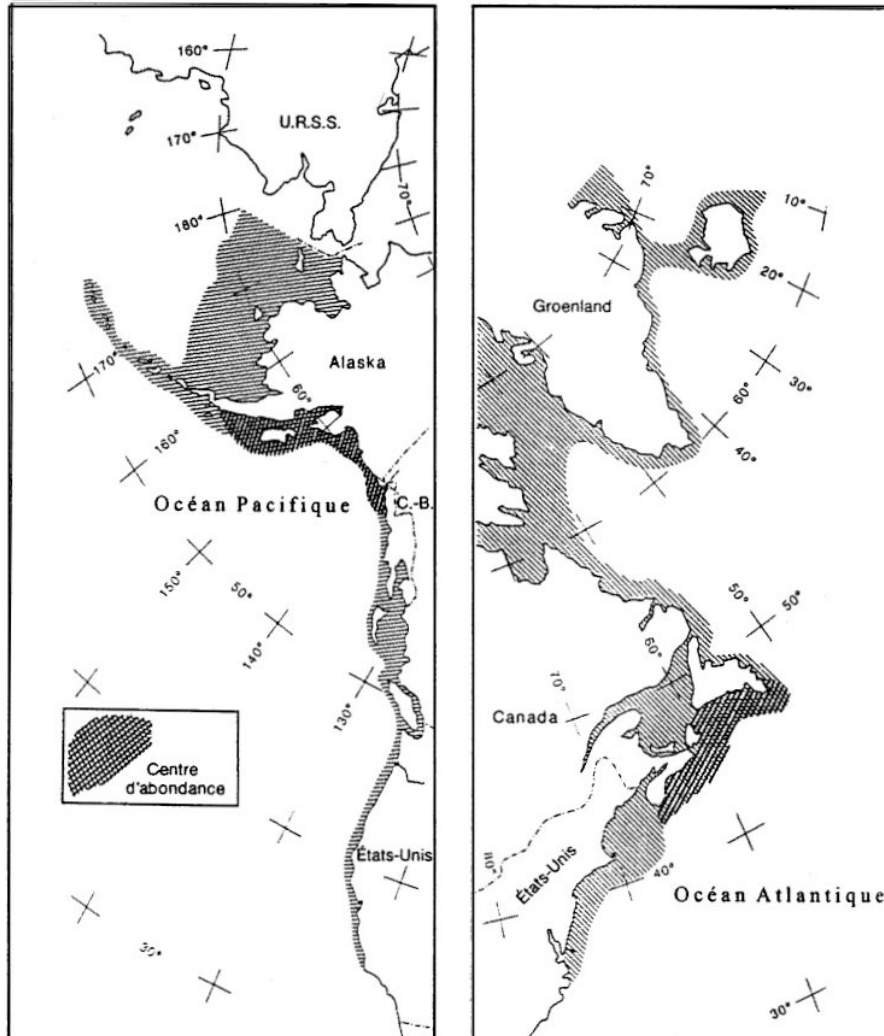 160°
U.R.S.S.
170°
70°
180°
Alaska
170°
60°
160°
Océan Pacifique
C.-B.
150°
50°
140°
130°
Centre
d'abondance
États-Unis
30°
70°
10°
20°
Groenland
30°
60°
40°
50°
50°
60°
70°
Canada
80°
États-Unis
40°
Océan Atlantique
30°